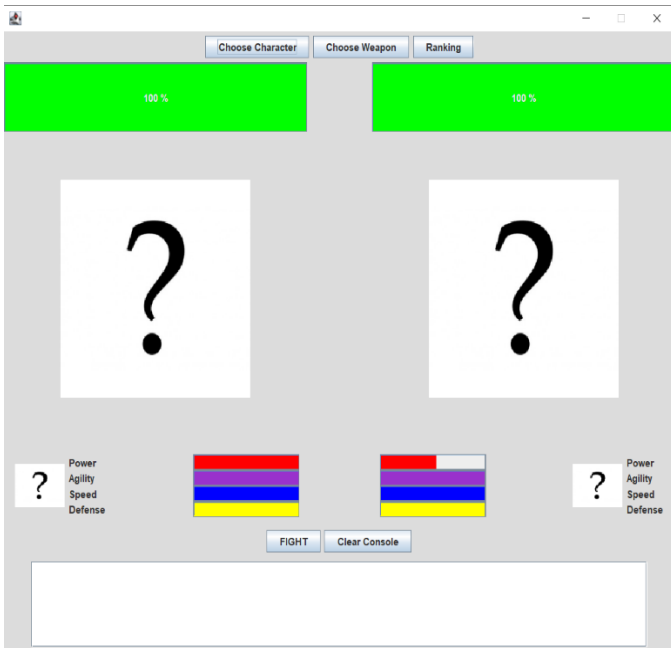 Choose Character Choose Weapon Ranking
100 % 100 %
? ?
Power Power
Agility Agility
? Speed ? Speed
Defense Defense
FIGHT Clear Console